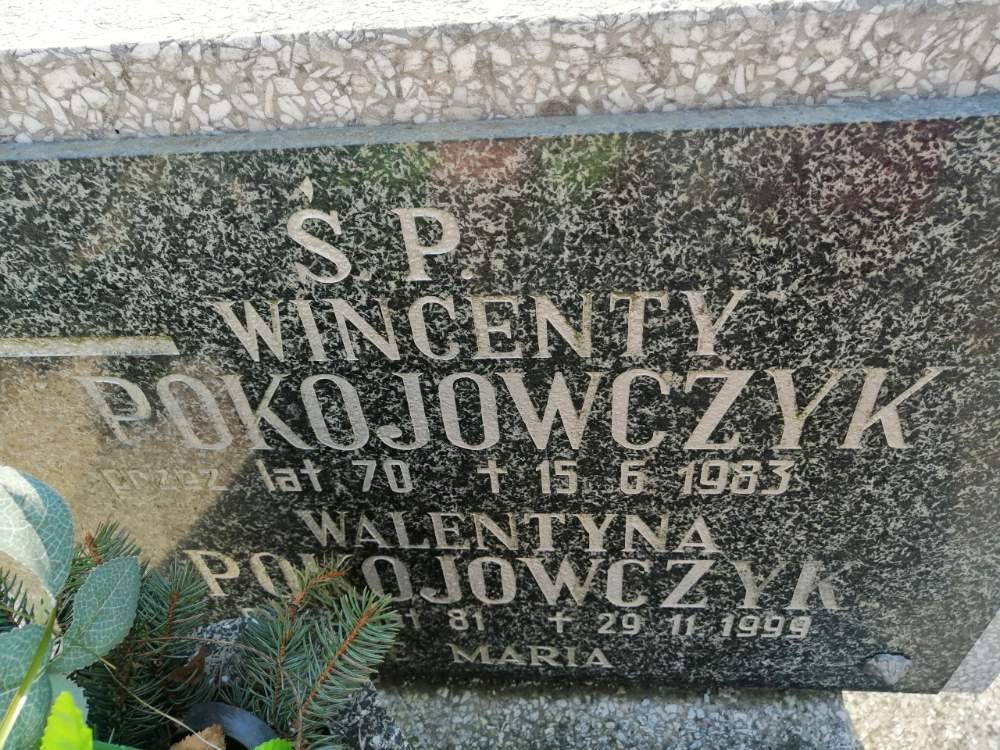 Ś. P.
WINCENTY
POKOJOWCZYK
przez lat 70 + 15 6 1983
WALENTYNA
POKOJOWCZYK
81 + 29 11 1999
MARIA